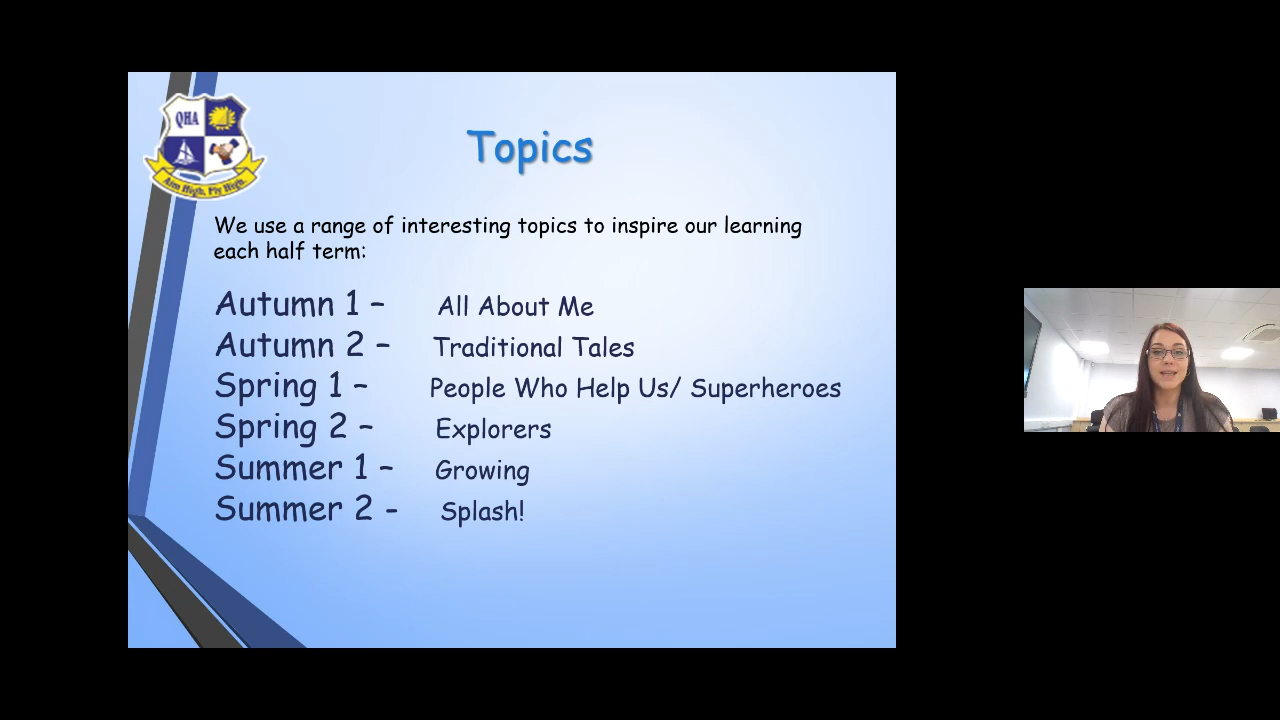 QHA
Aim High, Fly High.
Topics
We use a range of interesting topics to inspire our learning
each half term:
Autumn 1 – All About Me
Autumn 2 – Traditional Tales
Spring 1 – People Who Help Us/ Superheroes
Spring 2 – Explorers
Summer 1 – Growing
Summer 2 - Splash!